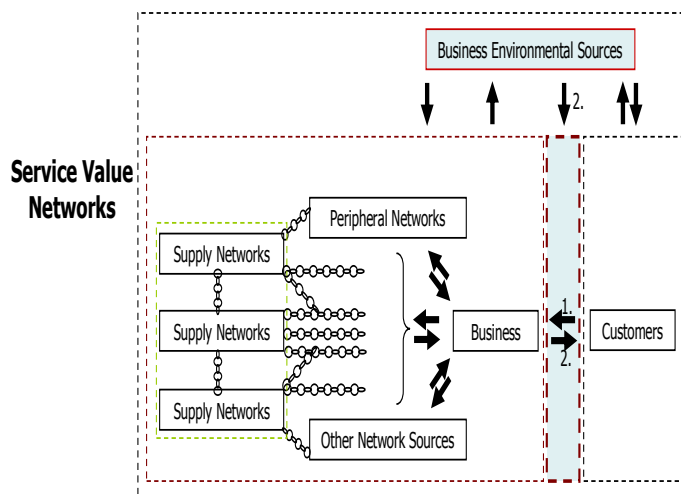 Business Environmental Sources
2.
Service Value
Networks
Peripheral Networks
Supply Networks
Supply Networks
1.
Business
Customers
2.
Supply Networks
Other Network Sources